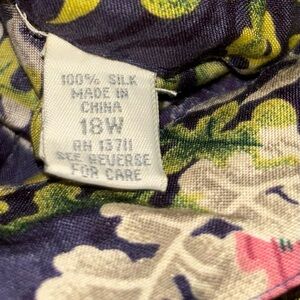 100% SILK
MADE IN
CHINA
18W
RN 13711
SEE REVERSE
FOR CARE